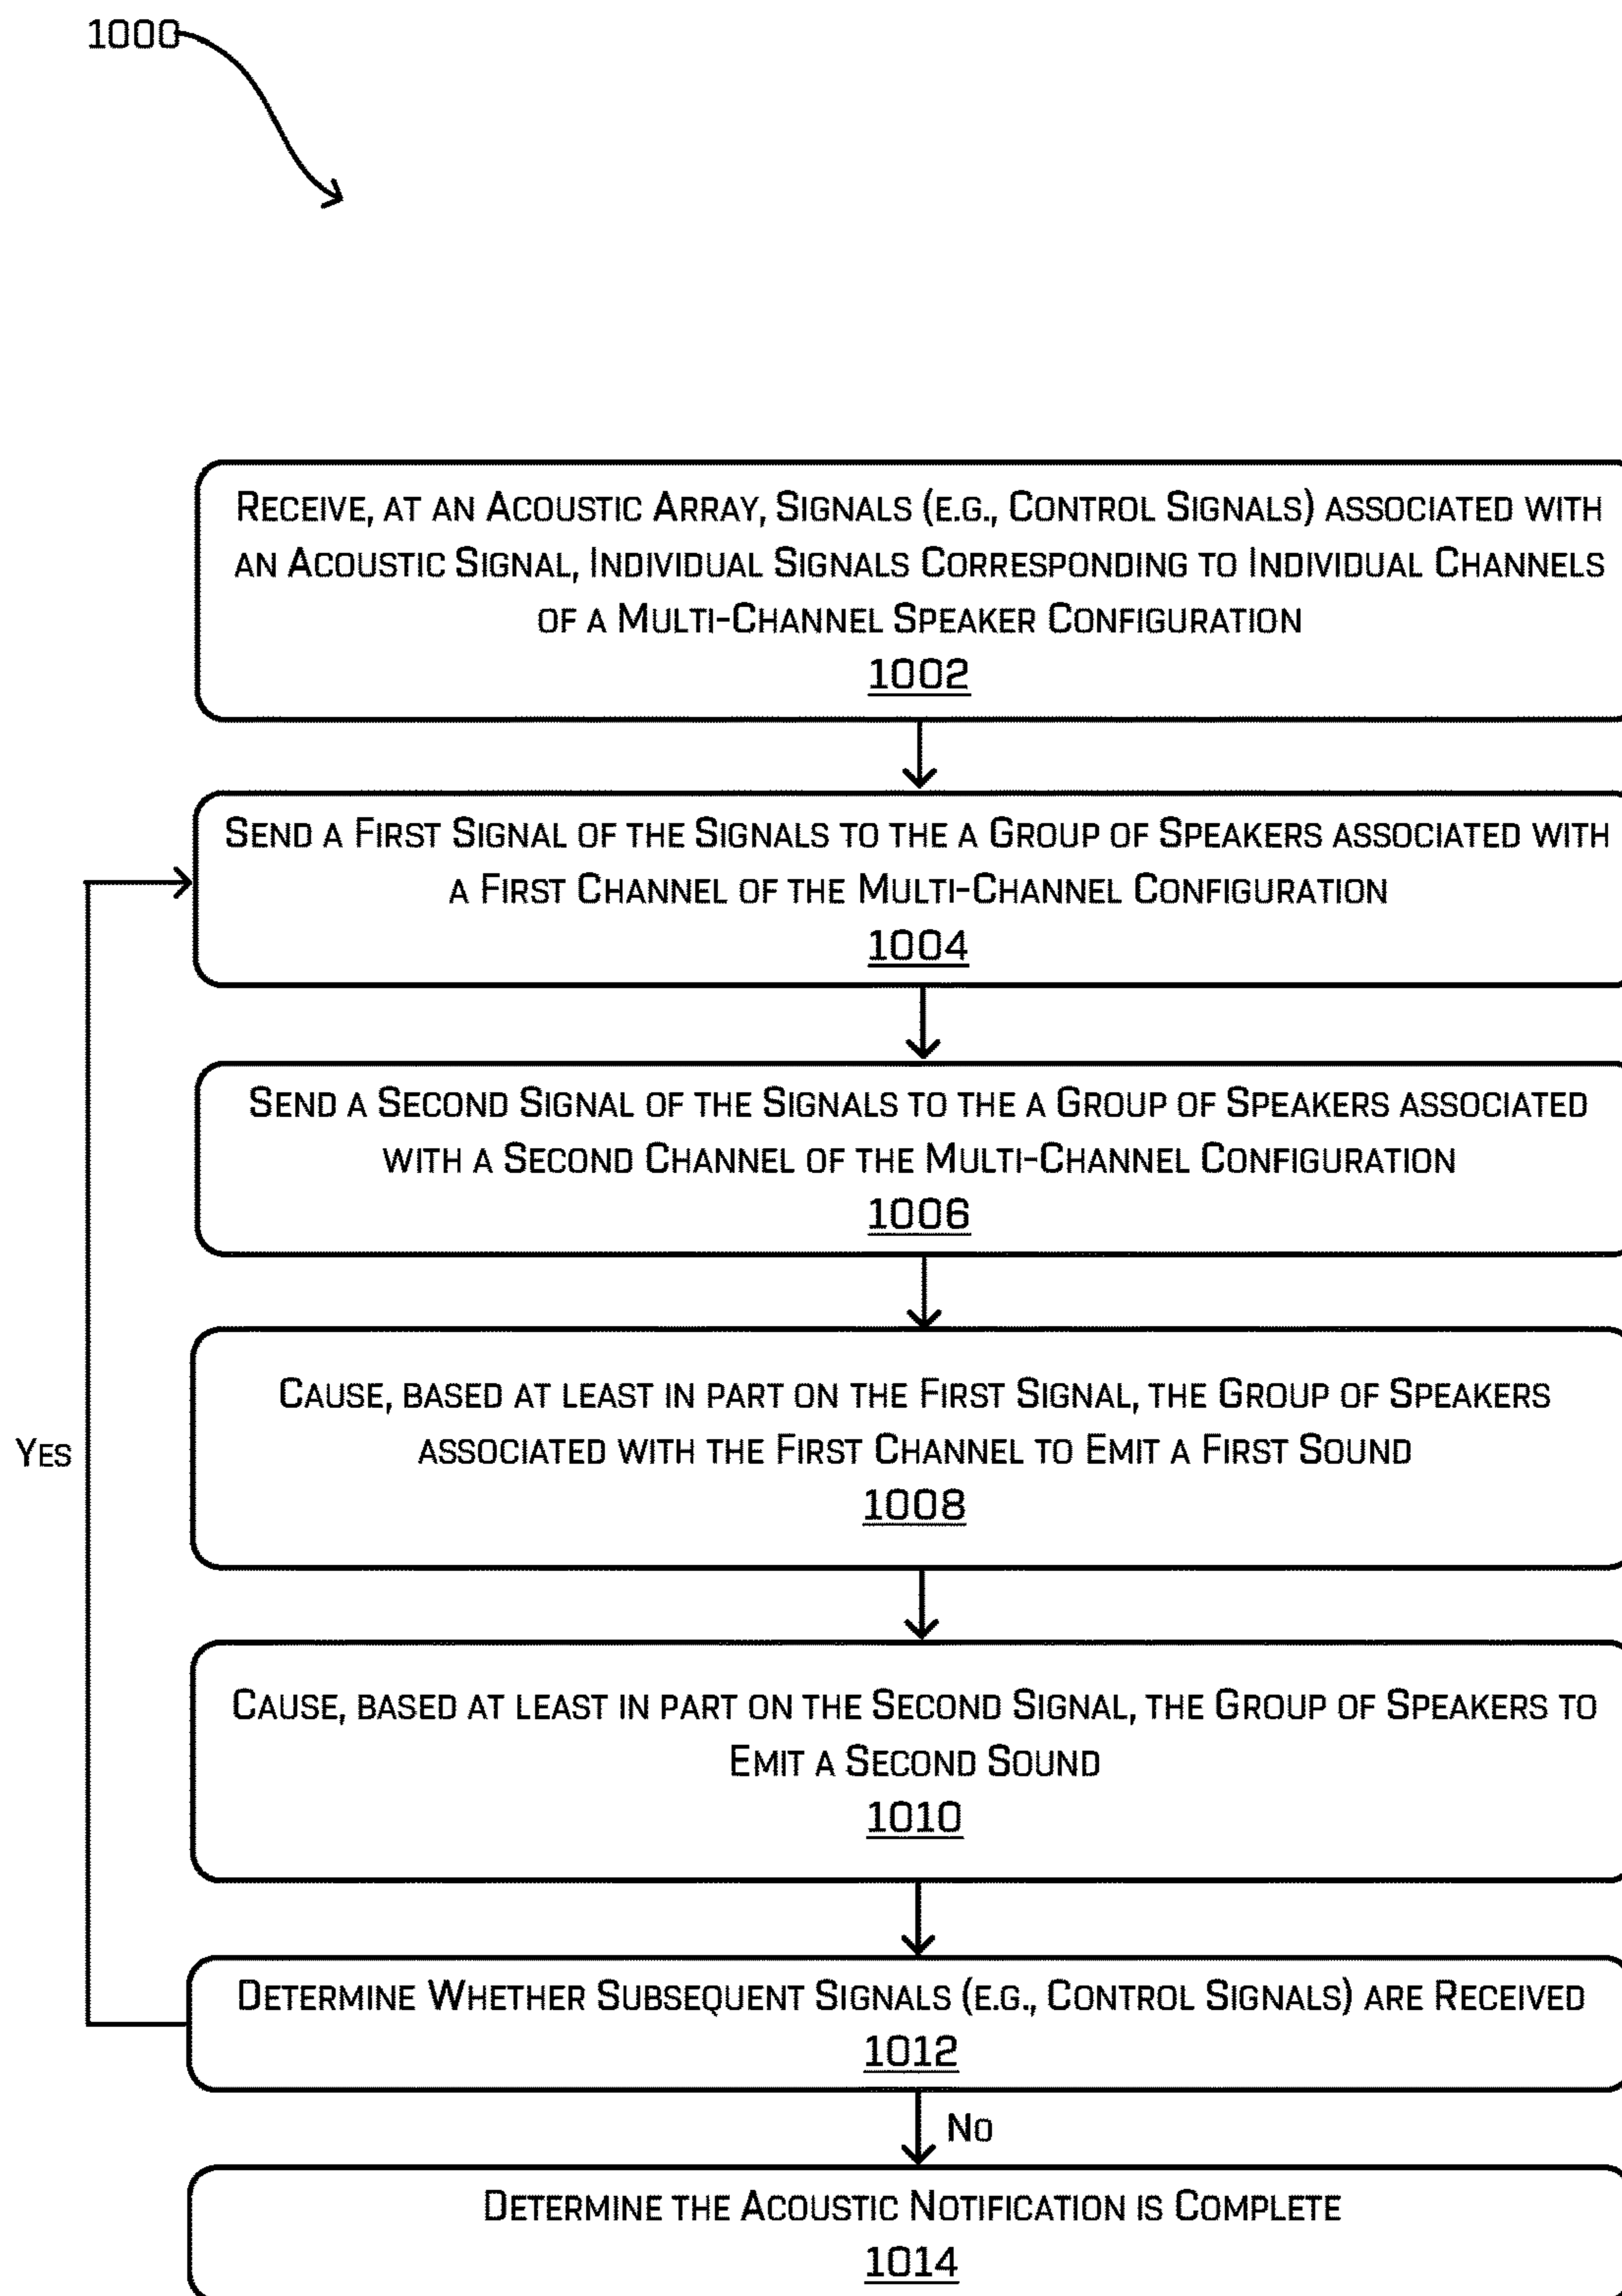 1000
Receive, at an Acoustic Array, Signals (e.g., Control Signals) associated with
an Acoustic Signal, Individual Signals Corresponding to Individual Channels
of a Multi-Channel Speaker Configuration
1002
Send a First Signal of the Signals to the a Group of Speakers associated with
a First Channel of the Multi-Channel Configuration
1004
Send a Second Signal of the Signals to the a Group of Speakers associated
with a Second Channel of the Multi-Channel Configuration
1006
Cause, based at least in part on the First Signal, the Group of Speakers
associated with the First Channel to Emit a First Sound
1008
Yes
Cause, based at least in part on the Second Signal, the Group of Speakers to
Emit a Second Sound
1010
Determine Whether Subsequent Signals (e.g., Control Signals) are Received
1012
No
Determine the Acoustic Notification is Complete
1014